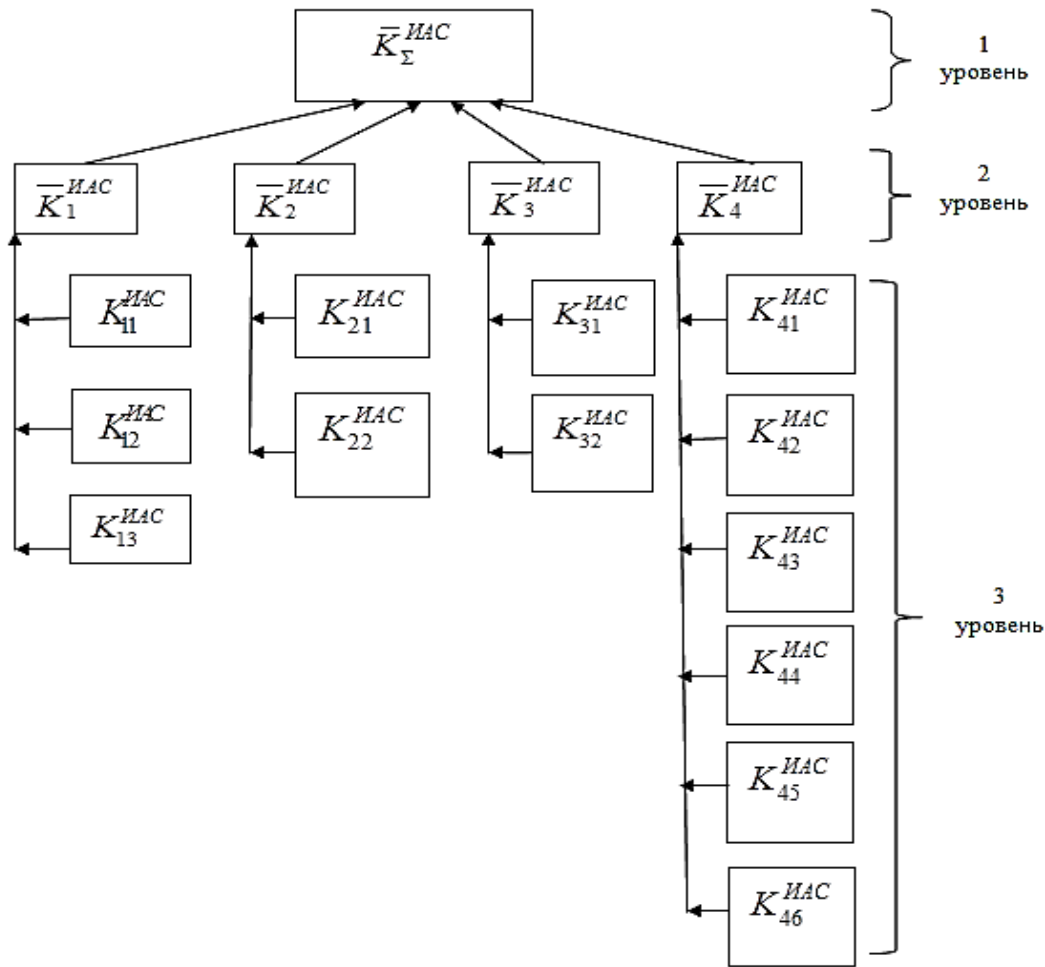 K̅_Σ^ИАС
1
уровень
K̅_1^ИАС
K̅_2^ИАС
K̅_3^ИАС
K̅_4^ИАС
2
уровень
K_11^ИАС
K_21^ИАС
K_31^ИАС
K_41^ИАС
K_12^ИАС
K_22^ИАС
K_32^ИАС
K_42^ИАС
K_13^ИАС
K_43^ИАС
3
уровень
K_44^ИАС
K_45^ИАС
K_46^ИАС